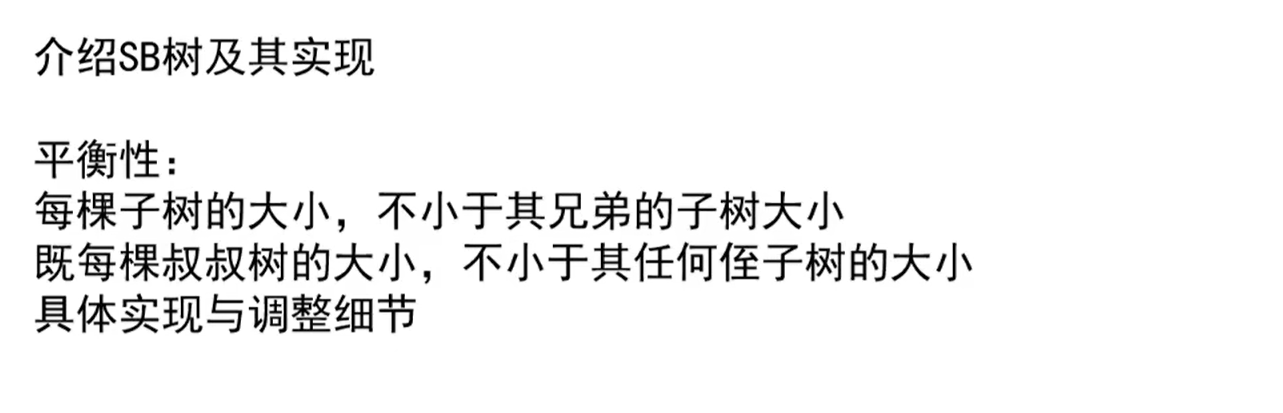 介绍SB树及其实现
平衡性：
每棵子树的大小，不小于其兄弟的子树大小
既每棵叔叔树的大小，不小于其任何侄子树的大小
具体实现与调整细节